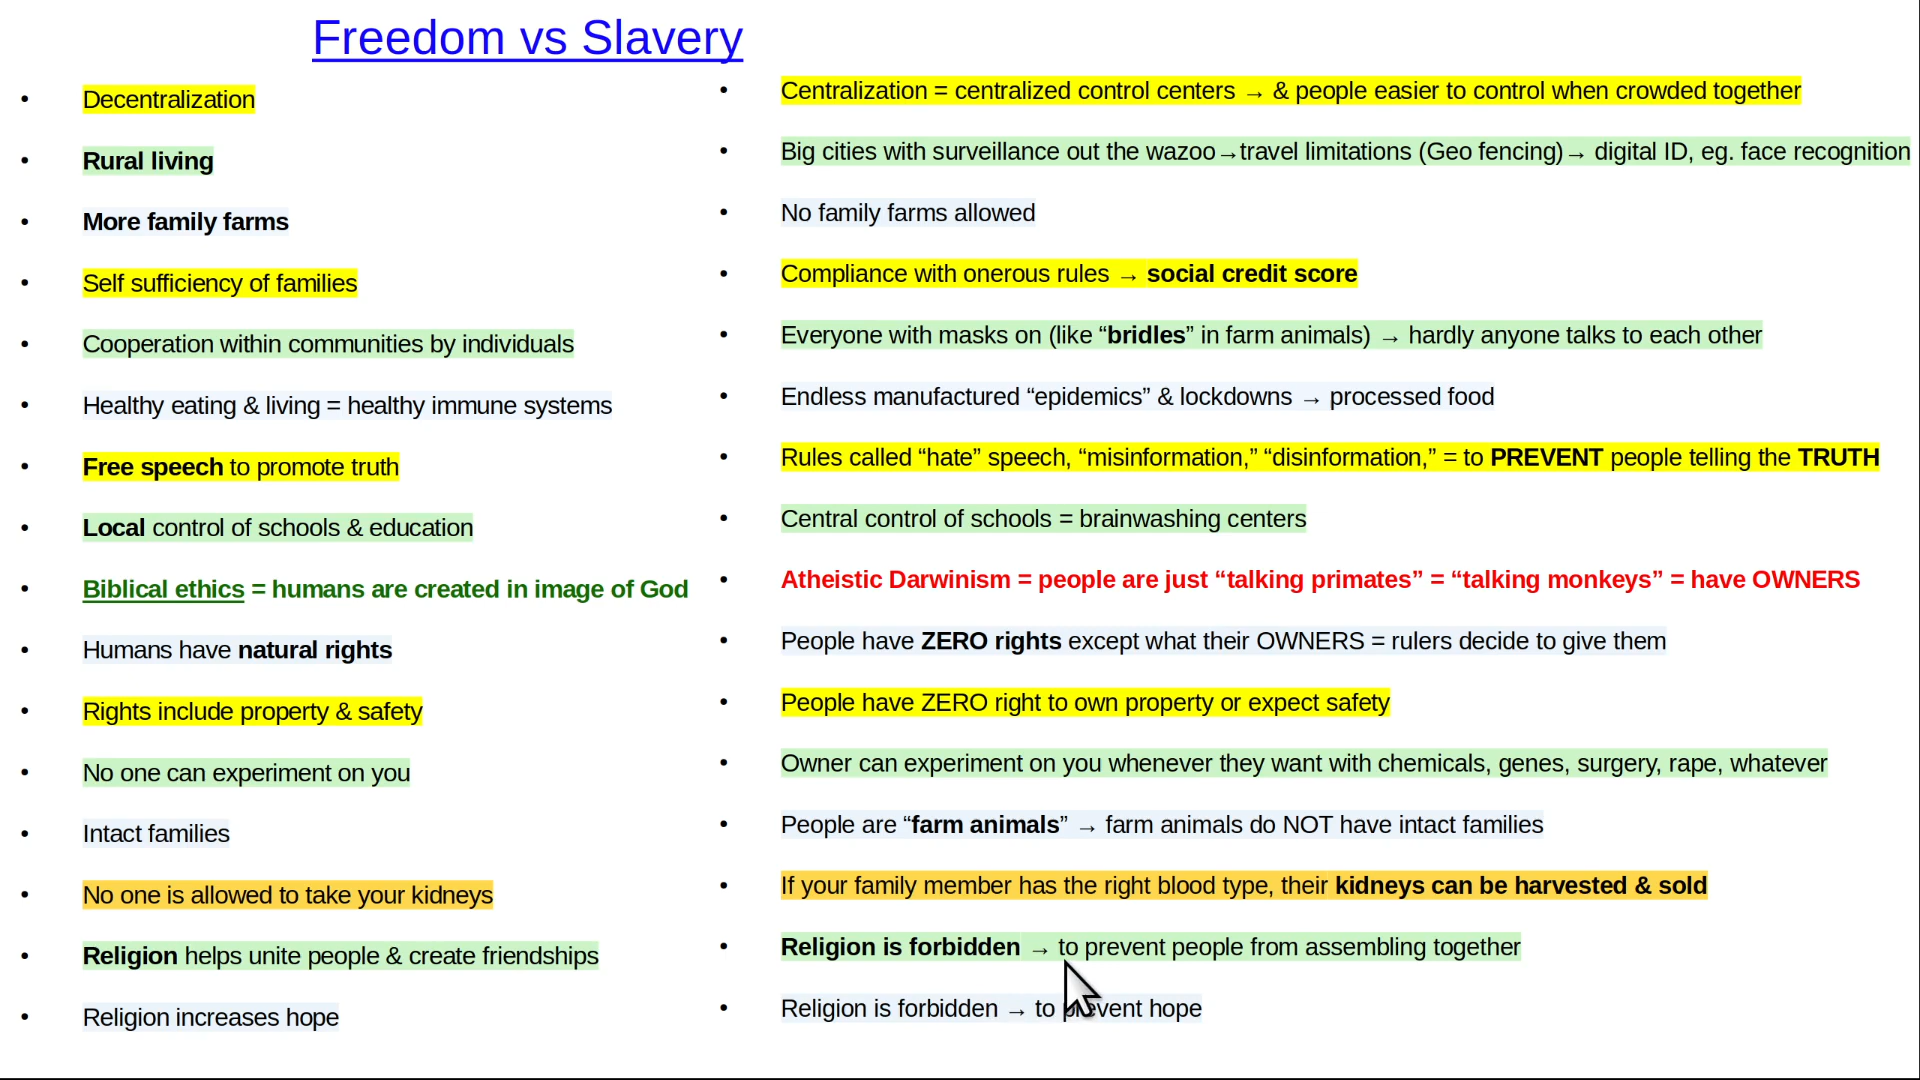 Freedom vs Slavery
• Decentralization
• Rural living
• More family farms
• Self sufficiency of families
• Cooperation within communities by individuals
• Healthy eating & living = healthy immune systems
• Free speech to promote truth
• Local control of schools & education
• Biblical ethics = humans are created in image of God
• Humans have natural rights
• Rights include property & safety
• No one can experiment on you
• Intact families
• No one is allowed to take your kidneys
• Religion helps unite people & create friendships
• Religion increases hope
• Centralization = centralized control centers → & people easier to control when crowded together
• Big cities with surveillance out the wazoo→travel limitations (Geo fencing)→ digital ID, eg. face recognition
• No family farms allowed
• Compliance with onerous rules → social credit score
• Everyone with masks on (like “bridles” in farm animals) → hardly anyone talks to each other
• Endless manufactured “epidemics” & lockdowns → processed food
• Rules called “hate” speech, “misinformation,” “disinformation,” = to PREVENT people telling the TRUTH
• Central control of schools = brainwashing centers
• Atheistic Darwinism = people are just “talking primates” = “talking monkeys” = have OWNERS
• People have ZERO rights except what their OWNERS = rulers decide to give them
• People have ZERO right to own property or expect safety
• Owner can experiment on you whenever they want with chemicals, genes, surgery, rape, whatever
• People are “farm animals” → farm animals do NOT have intact families
• If your family member has the right blood type, their kidneys can be harvested & sold
• Religion is forbidden → to prevent people from assembling together
• Religion is forbidden → to prevent hope